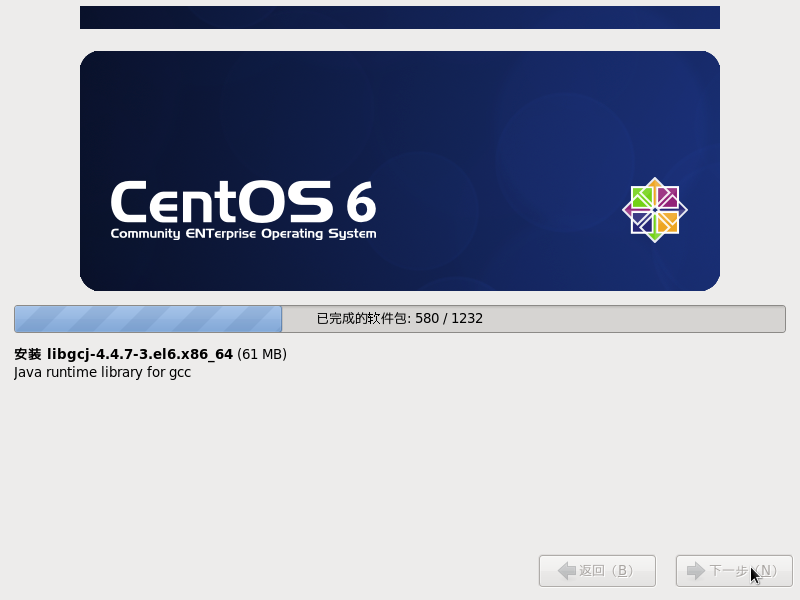 CentOS 6
Community ENTerprise Operating System
已完成的软件包: 580 / 1232
安装 libgcj-4.4.7-3.el6.x86_64 (61 MB)
Java runtime library for gcc
返回（B） 下一步（N）